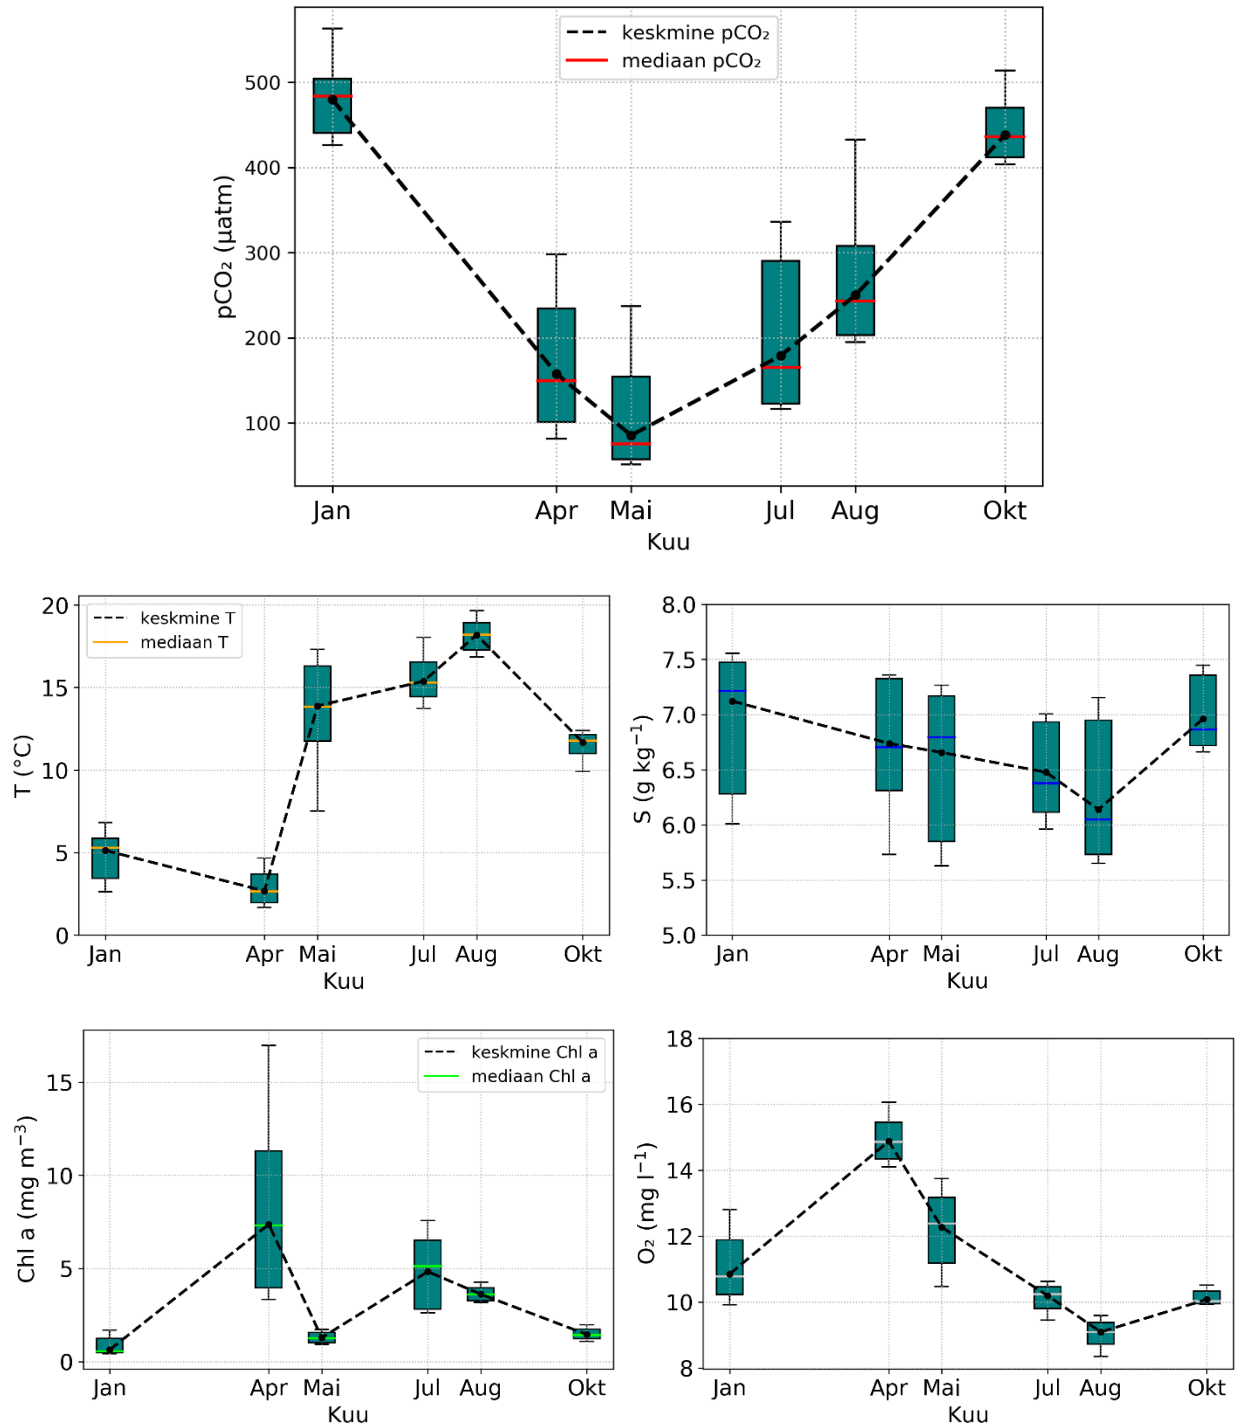 keskmine pCO₂
mediaan pCO₂
pCO₂ (µatm)
500
400
300
200
100
Jan Apr Mai Jul Aug Okt
Kuu
keskmine T
mediaan T
T (°C)
20
15
10
5
0
Jan Apr Mai Jul Aug Okt
Kuu
S (g kg⁻¹)
8.0
7.5
7.0
6.5
6.0
5.5
5.0
Jan Apr Mai Jul Aug Okt
Kuu
keskmine Chl a
mediaan Chl a
Chl a (mg m⁻³)
15
10
5
0
Jan Apr Mai Jul Aug Okt
Kuu
O₂ (mg l⁻¹)
18
16
14
12
10
8
Jan Apr Mai Jul Aug Okt
Kuu